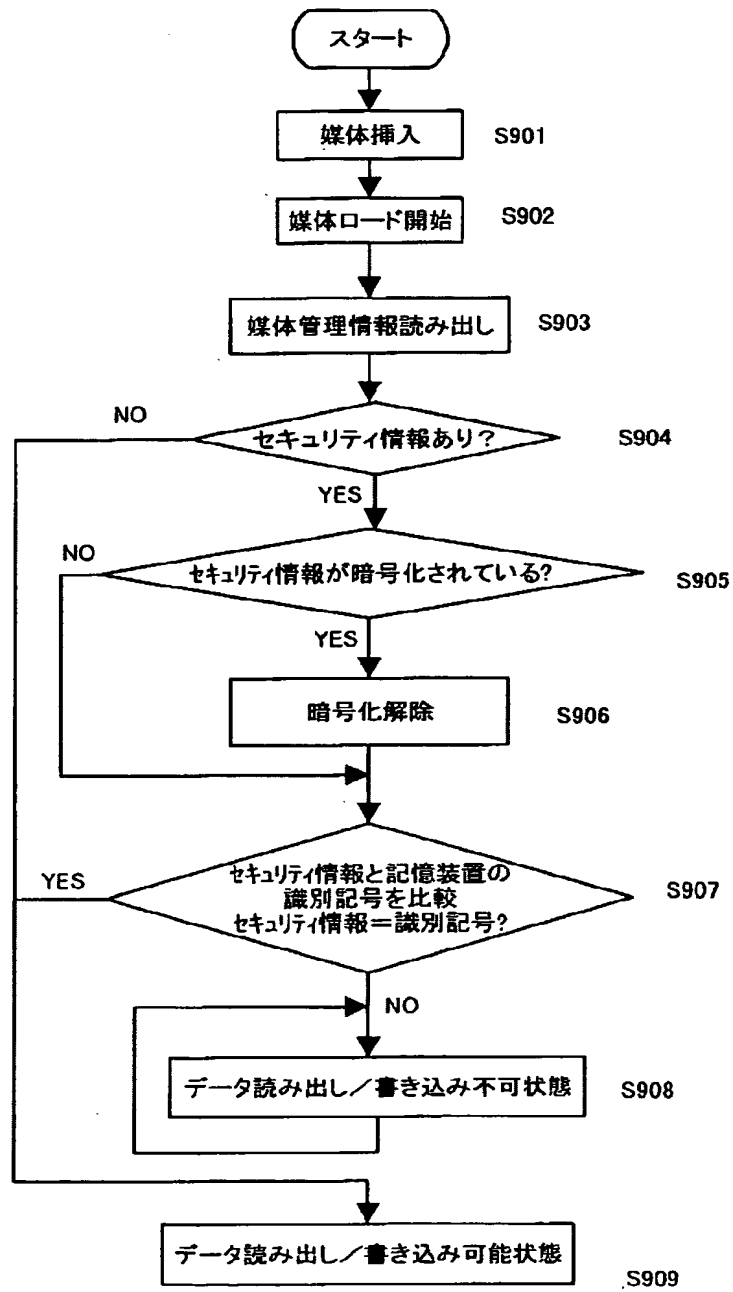 スタート
媒体挿入 S901
媒体ロード開始 S902
媒体管理情報読み出し S903
NO
セキュリティ情報あり？ S904
YES
NO
セキュリティ情報が暗号化されている？ S905
YES
暗号化解除 S906
セキュリティ情報と記憶装置の
識別記号を比較
セキュリティ情報＝識別記号？
YES
S907
NO
データ読み出し／書き込み不可状態 S908
データ読み出し／書き込み可能状態
S909